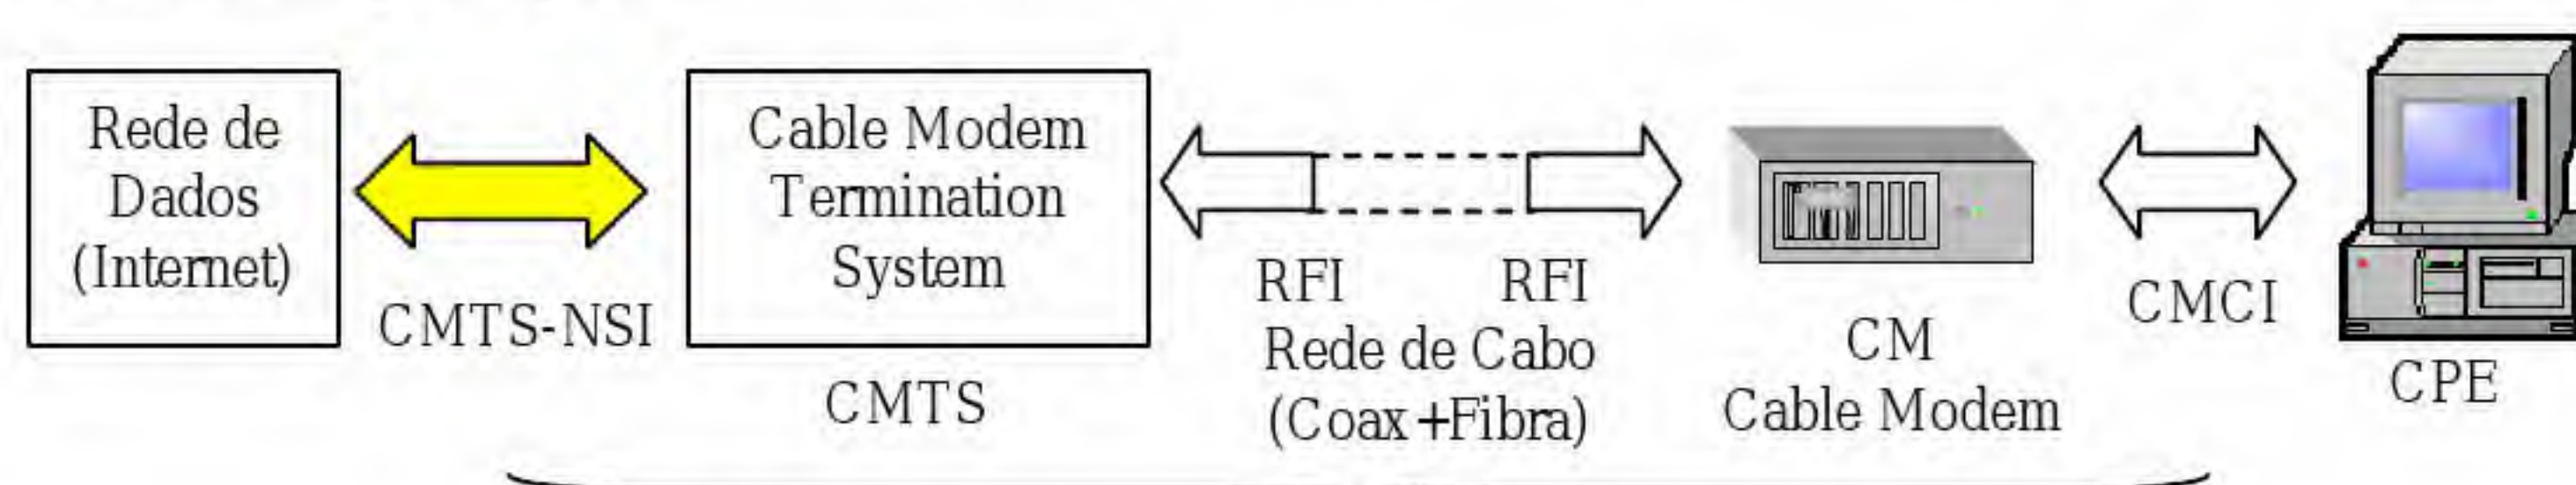 Rede de
Dados
(Internet)
CMTS-NSI
Cable Modem
Termination
System
CMTS
RFI RFI
Rede de Cabo
(Coax+Fibra)
CM
Cable Modem
CMCI
CPE